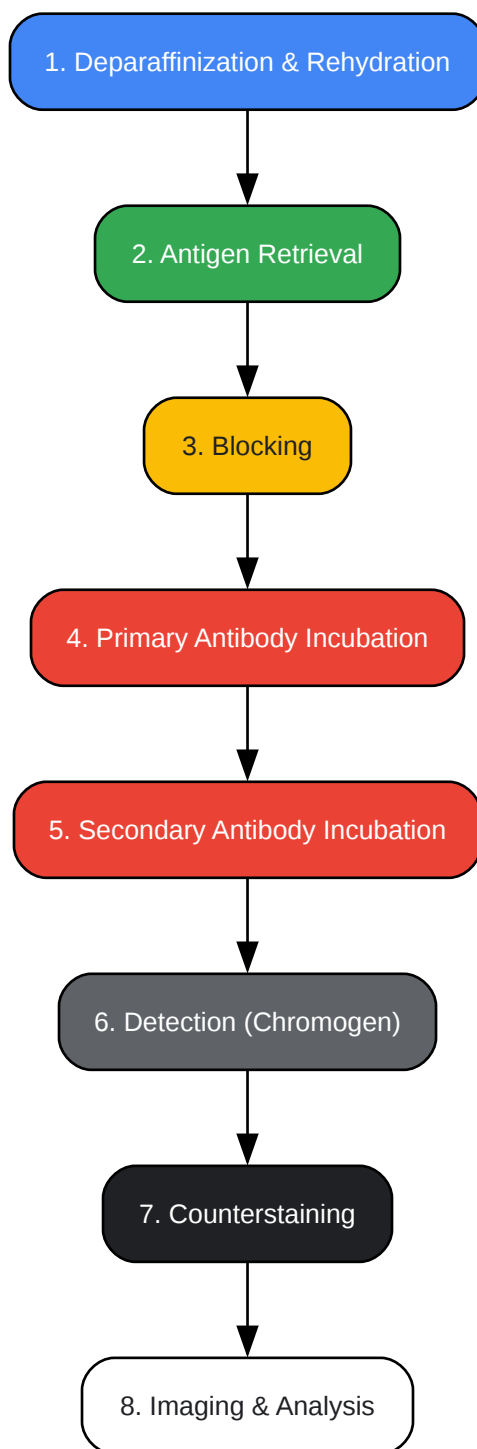 1. Deparaffinization & Rehydration
2. Antigen Retrieval
3. Blocking
4. Primary Antibody Incubation
5. Secondary Antibody Incubation
6. Detection (Chromogen)
7. Counterstaining
8. Imaging & Analysis